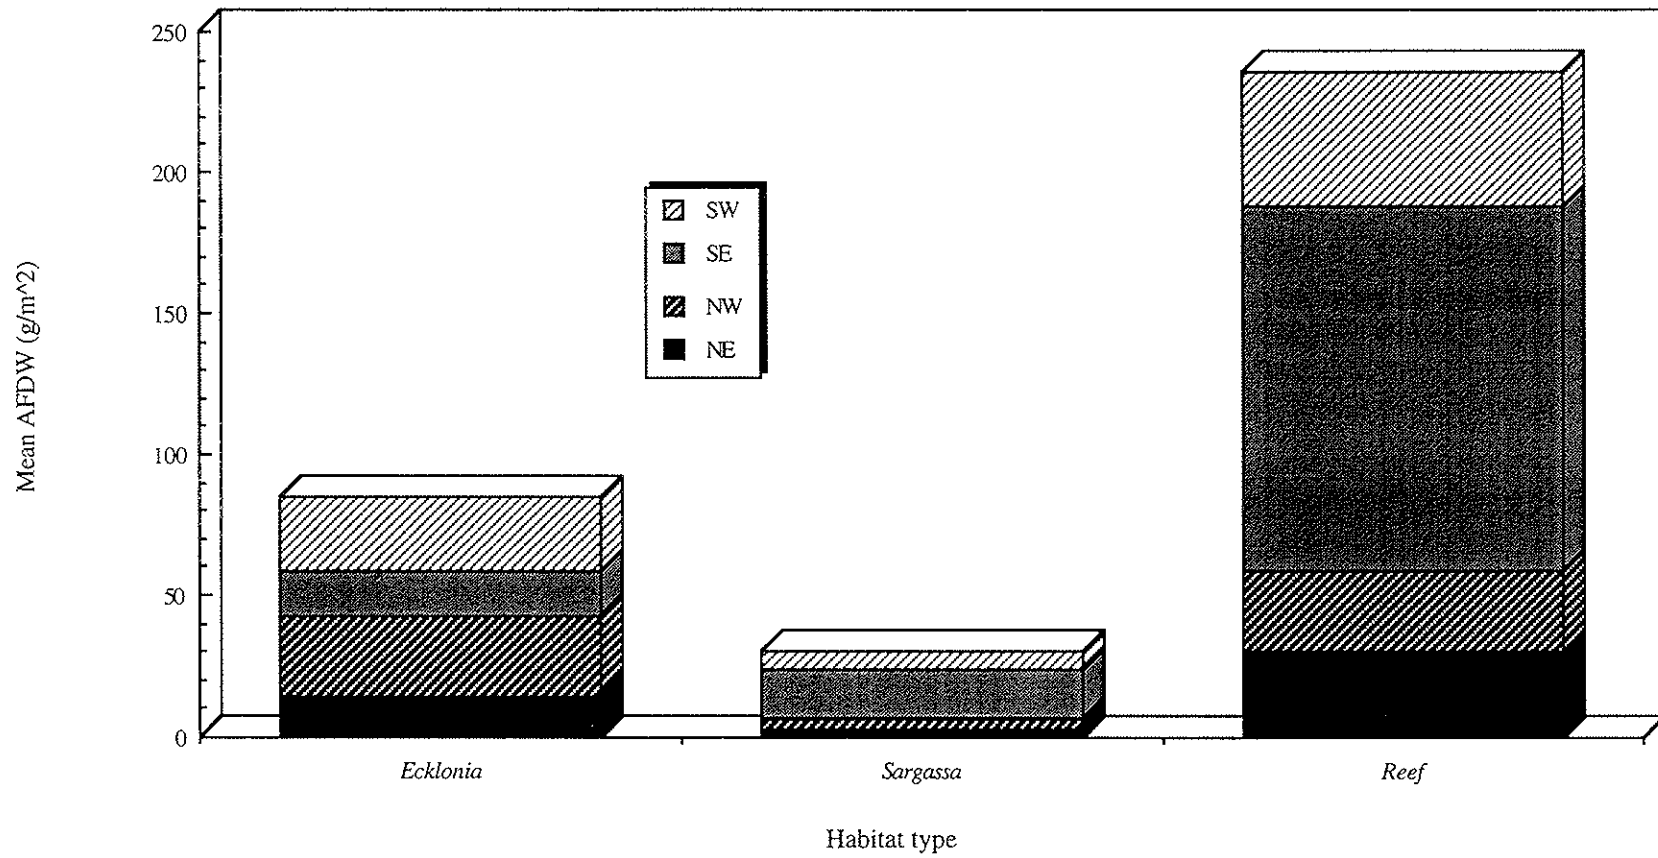 250
200
150
100
50
0
Mean AFDW (g/m^2)
SW
SE
NW
NE
Ecklonia
Sargassa
Reef
Habitat type